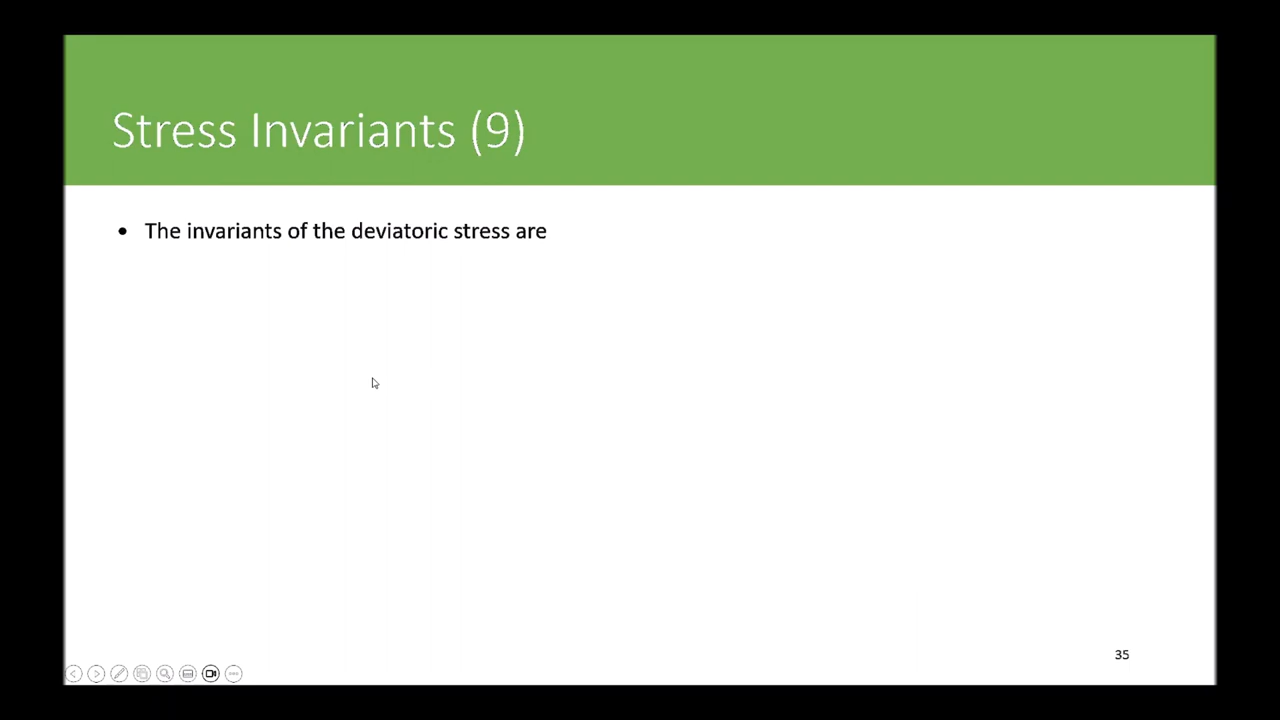 Stress Invariants (9)
• The invariants of the deviatoric stress are
35